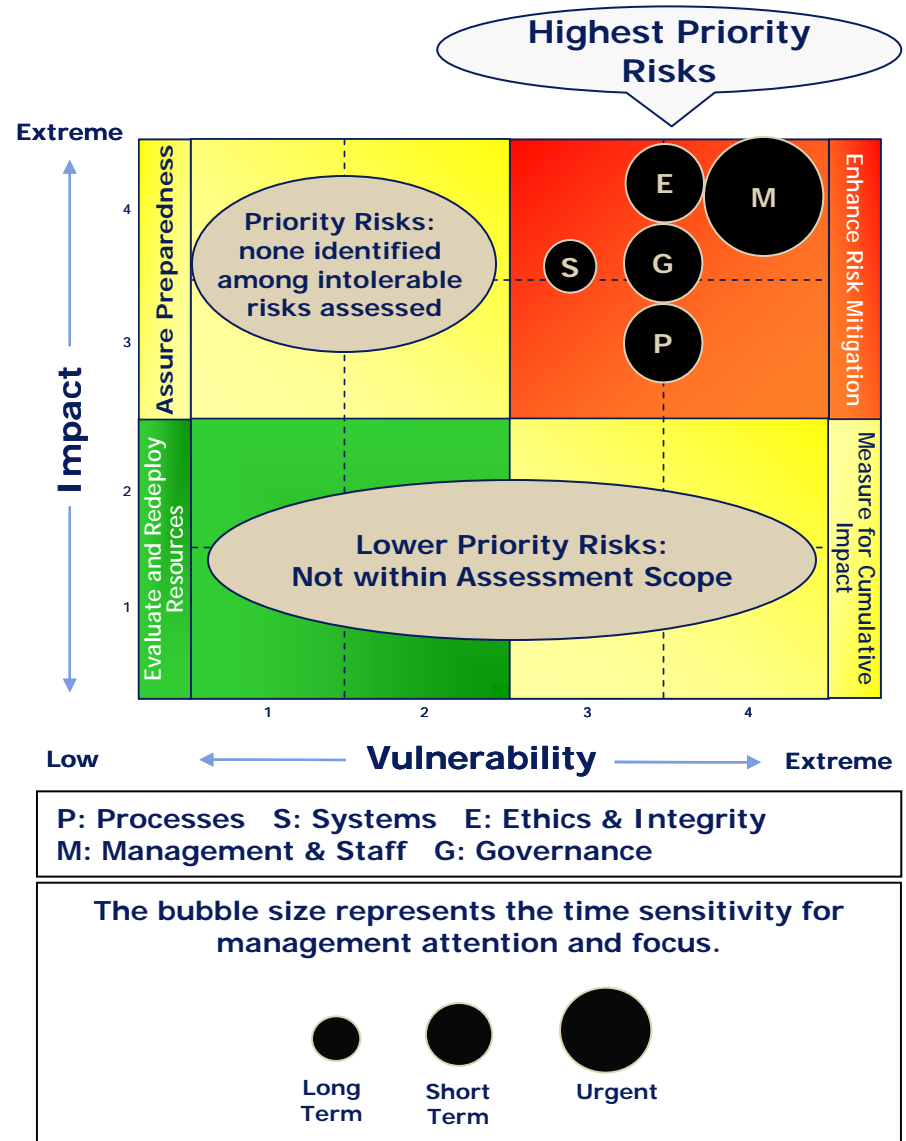 Highest Priority
Risks
Extreme
Assure Preparedness
4
3
Impact
Priority Risks:
none identified
among intolerable
risks assessed
E
M
S
G
P
Enhance Risk Mitigation
Evaluate and Redeploy
Resources
2
1
Lower Priority Risks:
Not within Assessment Scope
Measure for Cumulative
Impact
1
2
3
4
Low
Vulnerability
Extreme
P: Processes S: Systems E: Ethics & Integrity
M: Management & Staff G: Governance
The bubble size represents the time sensitivity for
management attention and focus.
Long
Term
Short
Term
Urgent